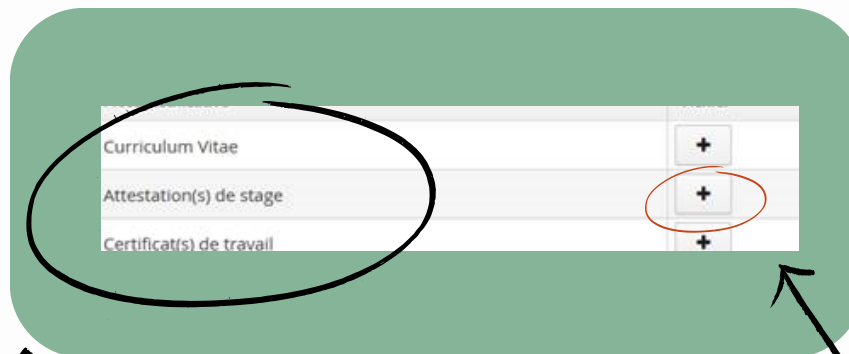 Curriculum Vitae
Attestation(s) de stage
Certificat(s) de travail